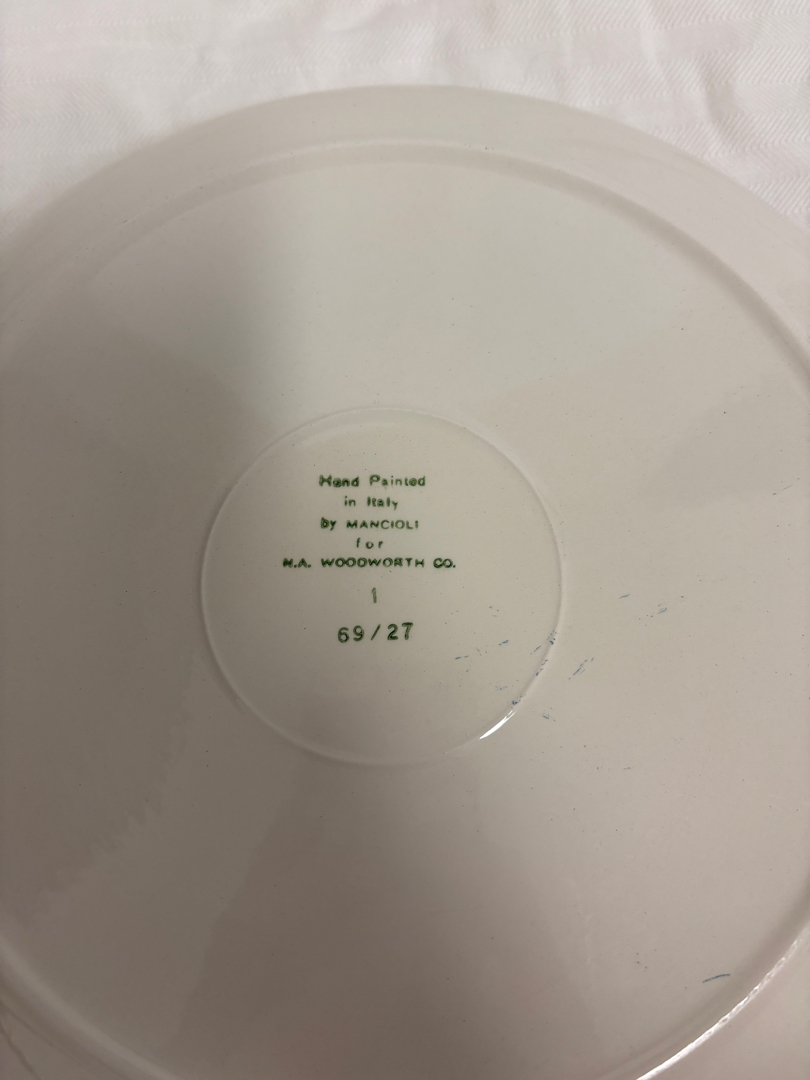 Hand Painted
in Italy
by MANCIOLI
for
N.A. WOODWORTH CO.
1
69/27